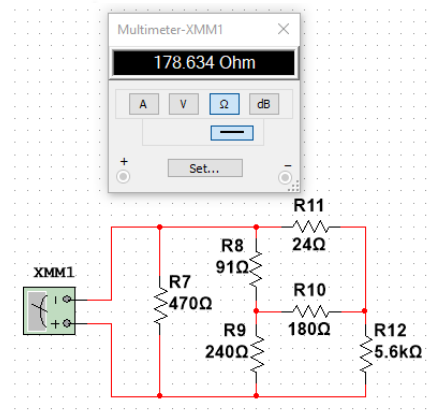 Multimeter-XMM1
178.634 Ohm
A V Ω dB
+ Set... −
R11
24Ω
R8
91Ω
XMM1
R7
470Ω
R10
180Ω
R9
240Ω
R12
5.6kΩ
+